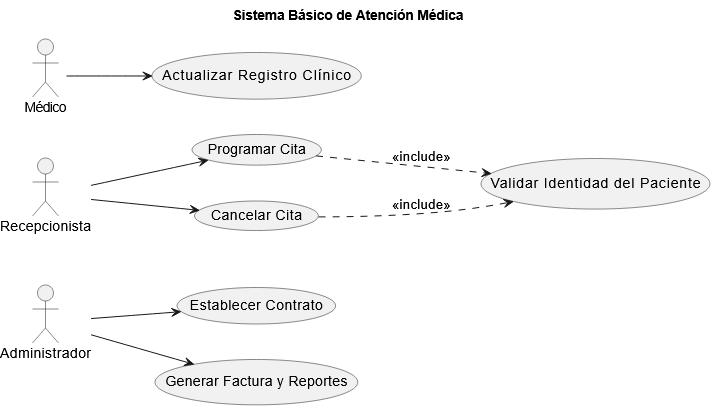 Sistema Básico de Atención Médica
Actualizar Registro Clínico
Médico
Programar Cita
«include»
Validar Identidad del Paciente
«include»
Cancelar Cita
Recepcionista
Establecer Contrato
Administrador
Generar Factura y Reportes